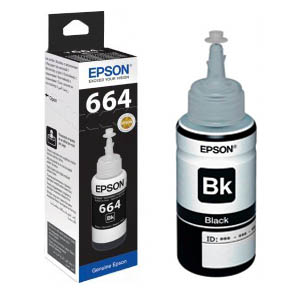 EPSON
EXCEED YOUR VISION
664
EPSON
664
Bk
Genuine Epson
EPSON
Bk
Black
ID: *** - ***